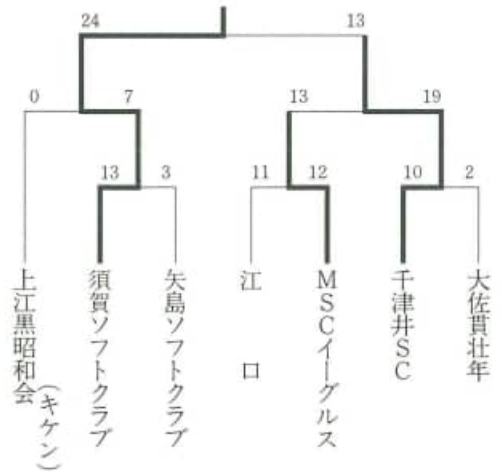 24 13
0 7 13 19
13 3 11 12 10 2
上江黒昭和会
(キケン)
須賀ソフトクラブ
矢島ソフトクラブ
江口
MSCイーグルス
千津井SC
大佐貫壮年